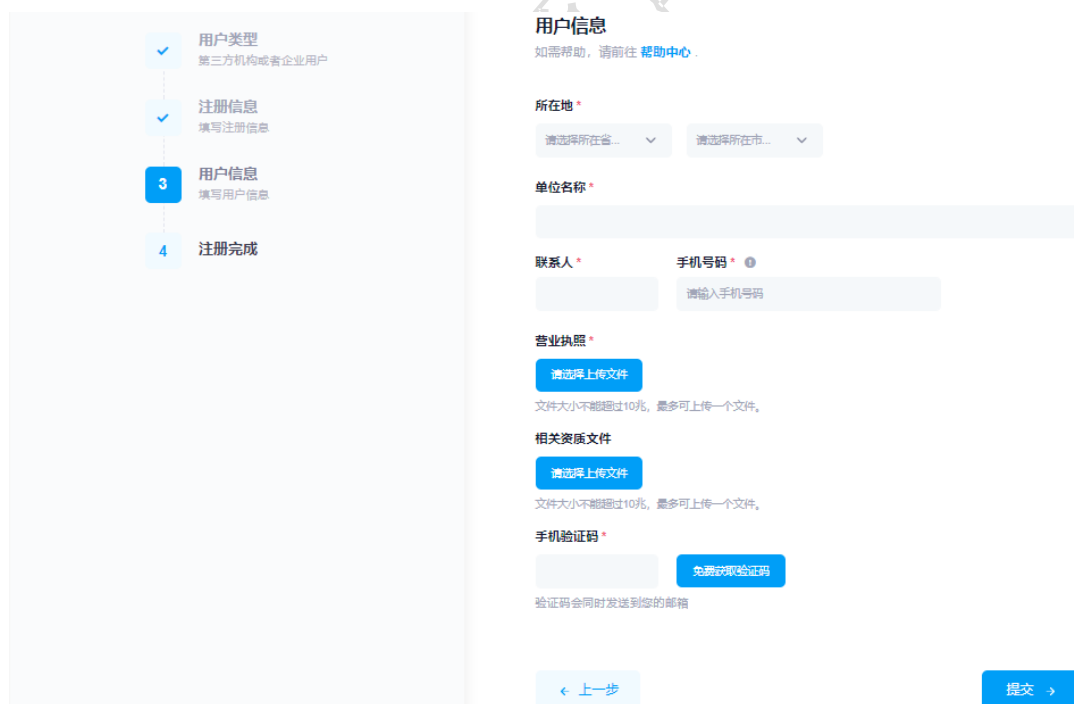 用户类型
第三方机构或者企业用户
注册信息
填写注册信息
3
用户信息
填写用户信息
4
注册完成
用户信息
如需帮助，请前往 帮助中心 .
所在地 *
请选择所在省... 请选择所在市...
单位名称 *
联系人 * 手机号码 *
请输入手机号码
营业执照 *
请选择上传文件
文件大小不能超过10兆，最多可上传一个文件。
相关资质文件
请选择上传文件
文件大小不能超过10兆，最多可上传一个文件。
手机验证码 *
免费获取验证码
验证码会同时发送到您的邮箱
← 上一步 提交 →